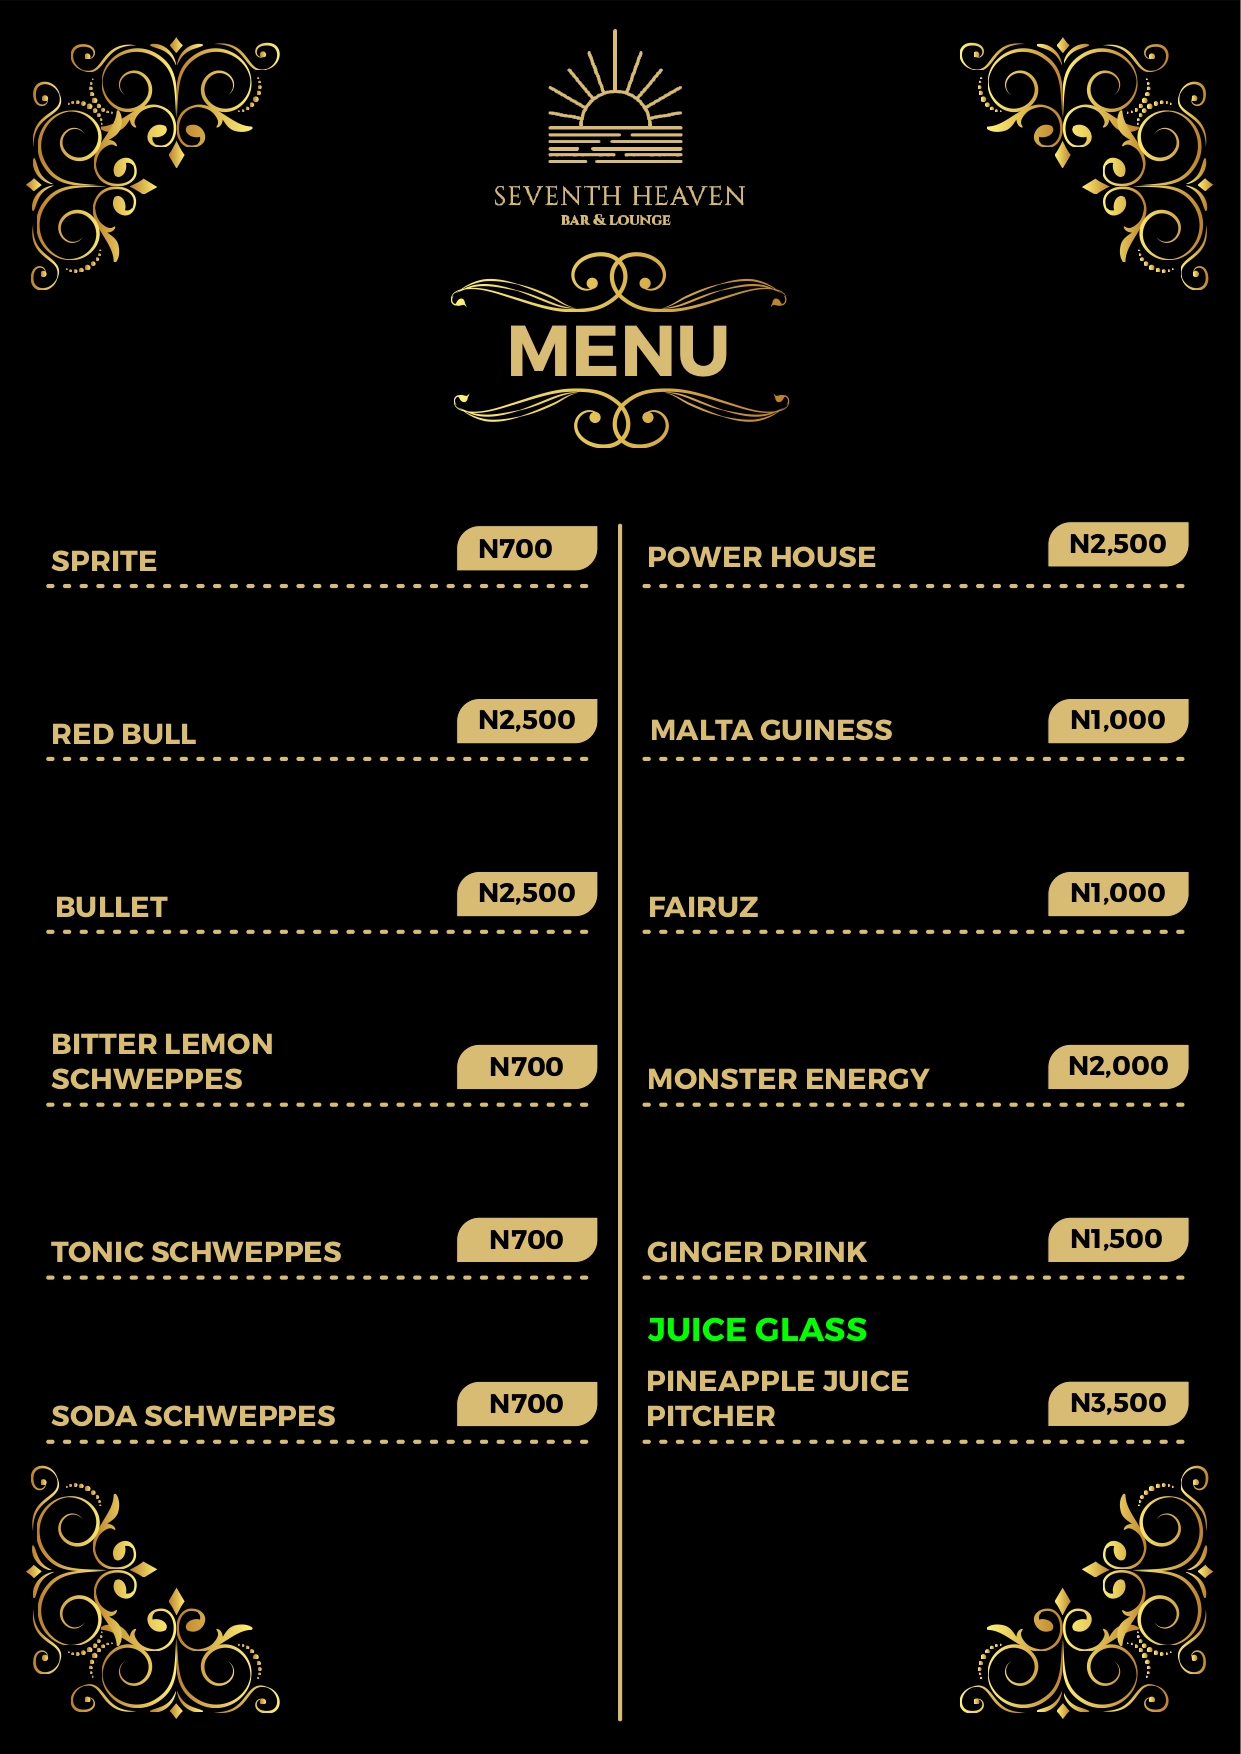 SEVENTH HEAVEN
BAR & LOUNGE
MENU
SPRITE N700
RED BULL N2,500
BULLET N2,500
BITTER LEMON
SCHWEPPES N700
TONIC SCHWEPPES N700
SODA SCHWEPPES N700
POWER HOUSE N2,500
MALTA GUINESS N1,000
FAIRUZ N1,000
MONSTER ENERGY N2,000
GINGER DRINK N1,500
JUICE GLASS
PINEAPPLE JUICE
PITCHER N3,500